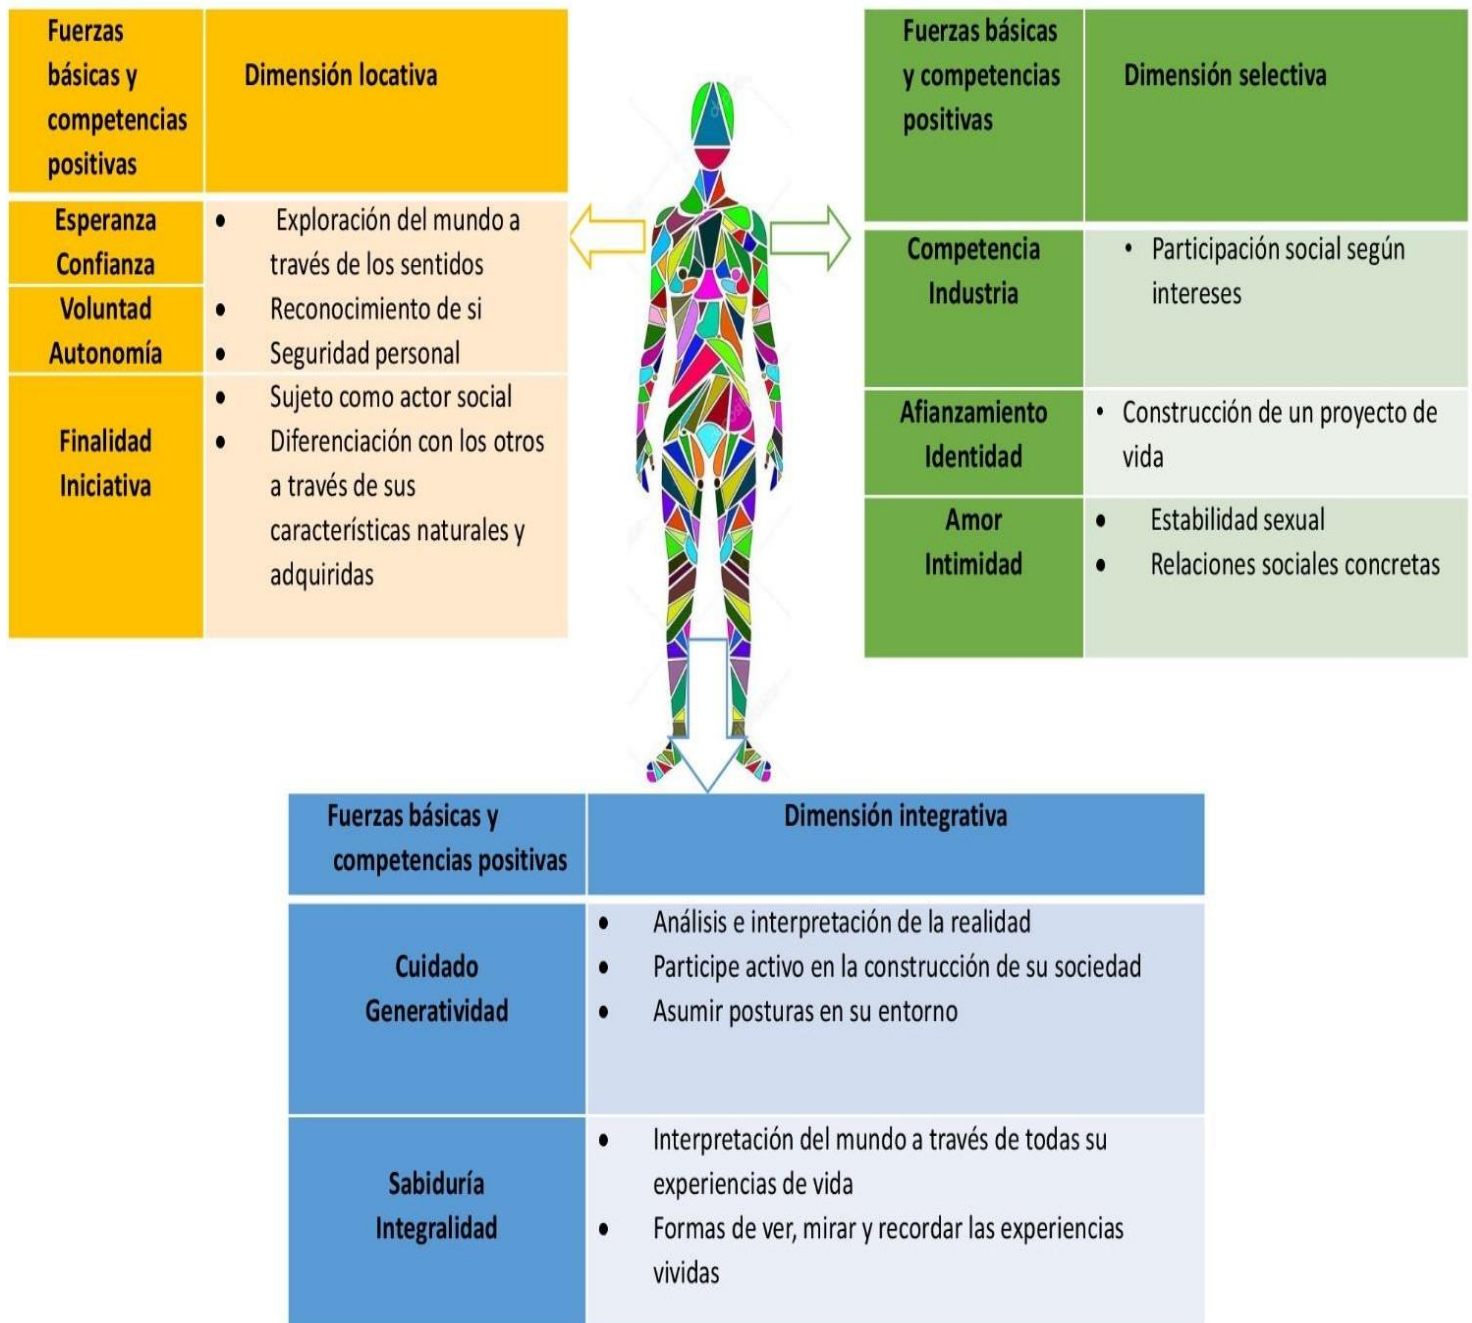 Fuerzas
básicas y
competencias
positivas
Dimensión locativa
Esperanza
Confianza
Voluntad
Autonomía
• Exploración del mundo a
través de los sentidos
• Reconocimiento de si
• Seguridad personal
Finalidad
Iniciativa
• Sujeto como actor social
• Diferenciación con los otros
a través de sus
características naturales y
adquiridas
Fuerzas básicas
y competencias
positivas
Dimensión selectiva
Competencia
Industria
• Participación social según
intereses
Afianzamiento
Identidad
• Construcción de un proyecto de
vida
Amor
Intimidad
• Estabilidad sexual
• Relaciones sociales concretas
Fuerzas básicas y
competencias positivas
Dimensión integrativa
Cuidado
Generatividad
• Análisis e interpretación de la realidad
• Participe activo en la construcción de su sociedad
• Asumir posturas en su entorno
Sabiduría
Integralidad
• Interpretación del mundo a través de todas su
experiencias de vida
• Formas de ver, mirar y recordar las experiencias
vividas